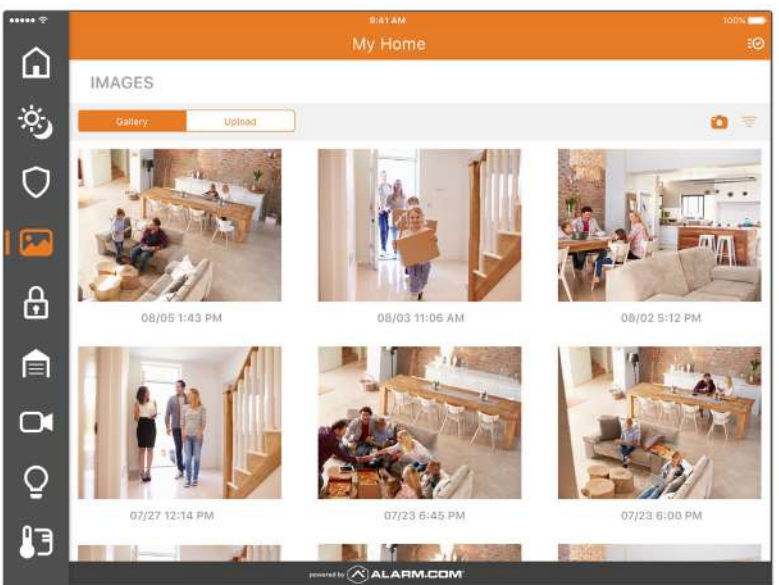 9:41 AM
100%
My Home
IMAGES
Gallery Upload
08/05 1:43 PM
08/03 11:06 AM
08/02 5:12 PM
07/27 12:14 PM
07/23 6:45 PM
07/23 6:00 PM
powered by ALARM.COM